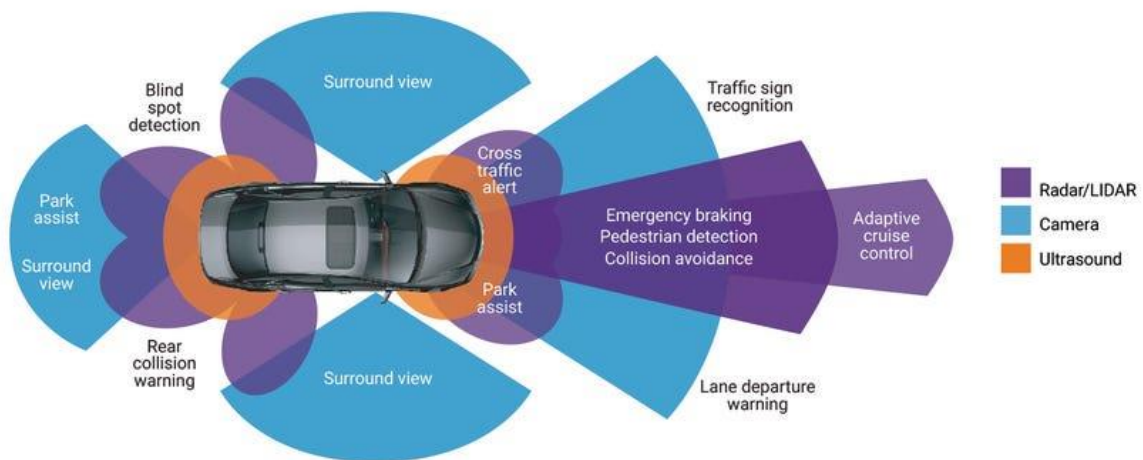 Surround view
Blind
spot
detection
Traffic sign
recognition
Cross
traffic
alert
Park
assist
Surround
view
Emergency braking
Pedestrian detection
Collision avoidance
Adaptive
cruise
control
Radar/LIDAR
Camera
Ultrasound
Park
assist
Rear
collision
warning
Surround view
Lane departure
warning